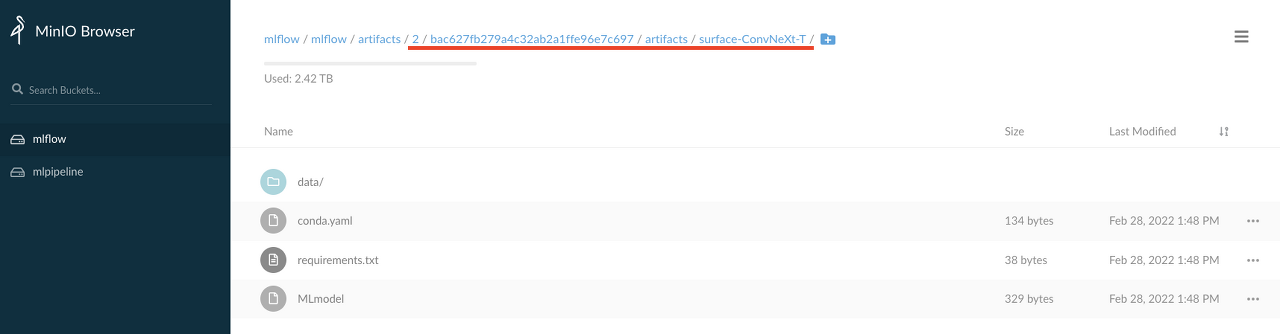 MinIO Browser
Search Buckets...
mlflow
mlpipeline
mlflow / mlflow / artifacts / 2 / bac627fb279a4c32ab2a1ffe96e7c697 / artifacts / surface-ConvNeXt-T /
Used: 2.42 TB
Name Size Last Modified
data/
conda.yaml 134 bytes Feb 28, 2022 1:48 PM
requirements.txt 38 bytes Feb 28, 2022 1:48 PM
MLmodel 329 bytes Feb 28, 2022 1:48 PM